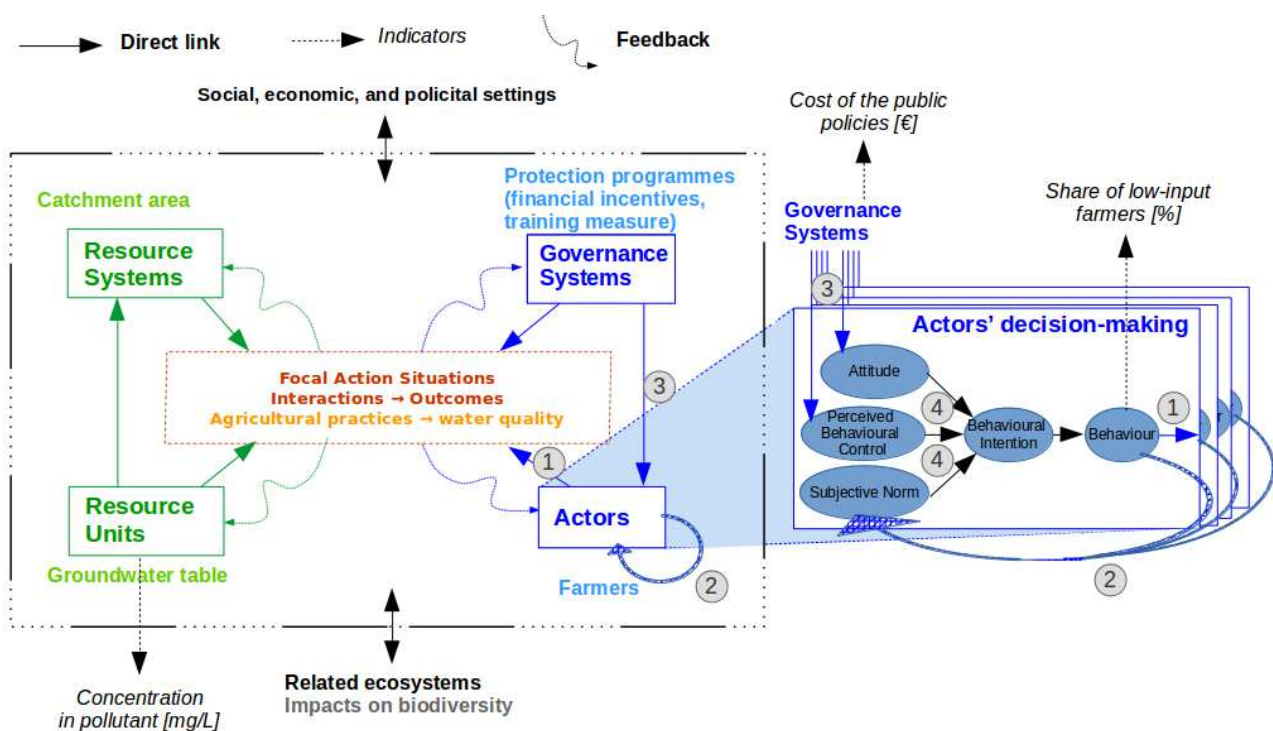 Direct link
Indicators
Feedback
Social, economic, and policital settings
Cost of the public
policies [€]
Share of low-input
farmers [%]
Catchment area
Resource
Systems
Protection programmes
(financial incentives,
training measure)
Governance
Systems
Focal Action Situations
Interactions → Outcomes
Agricultural practices → water quality
3
1
Resource
Units
Groundwater table
Actors
Farmers
2
Governance
Systems
3
Actors' decision-making
Attitude
4
Perceived
Behavioural
Control
4
Behavioural
Intention
Behaviour
1
r
Subjective Norm
2
Concentration
in pollutant [mg/L]
Related ecosystems
Impacts on biodiversity